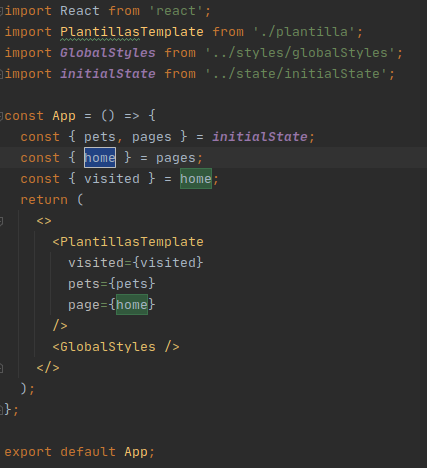 import React from 'react';
import PlantillasTemplate from './plantilla';
import GlobalStyles from '../styles/globalStyles';
import initialState from '../state/initialState';
const App = () => {
const { pets, pages } = initialState;
const { home } = pages;
const { visited } = home;
return (
<>
<PlantillasTemplate
visited={visited}
pets={pets}
page={home}
/>
<GlobalStyles />
</>
);
};
export default App;